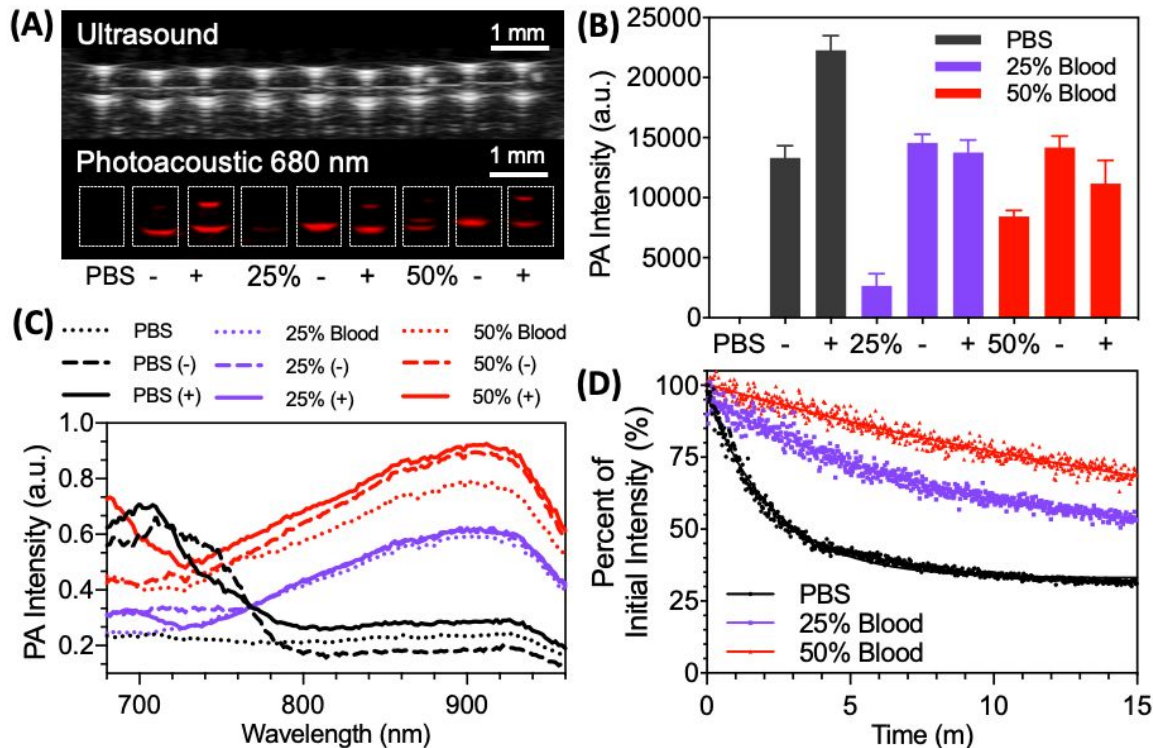 (A)
Ultrasound
1 mm
Photoacoustic 680 nm
1 mm
PBS - + 25% - + 50% - +
(B)
PA Intensity (a.u.)
25000
20000
15000
10000
5000
0
PBS
25% Blood
50% Blood
PBS - + 25% - + 50% - +
(C)
PBS 25% Blood 50% Blood
PBS (-) 25% (-) 50% (-)
PBS (+) 25% (+) 50% (+)
PA Intensity (a.u.)
1.0
0.8
0.6
0.4
0.2
700 800 900
Wavelength (nm)
(D)
Percent of
Initial Intensity (%)
100
75
50
25
0
PBS
25% Blood
50% Blood
0 5 10 15
Time (m)